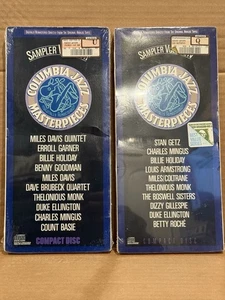 SAMPLER V
COLUMBIA JAZZ
MASTERPIECES
MILES DAVIS QUINTET
ERROLL GARNER
BILLIE HOLIDAY
BENNY GOODMAN
MILES DAVIS
DAVE BRUBECK QUARTET
THELONIOUS MONK
DUKE ELLINGTON
CHARLES MINGUS
COUNT BASIE
COMPACT DISC
SAMPLER V
COLUMBIA JAZZ
MASTERPIECES
STAN GETZ
CHARLES MINGUS
BILLIE HOLIDAY
LOUIS ARMSTRONG
MILES/COLTRANE
THELONIOUS MONK
THE BOSWELL SISTERS
DIZZY GILLESPIE
DUKE ELLINGTON
BETTY ROCHÉ
COMPACT DISC